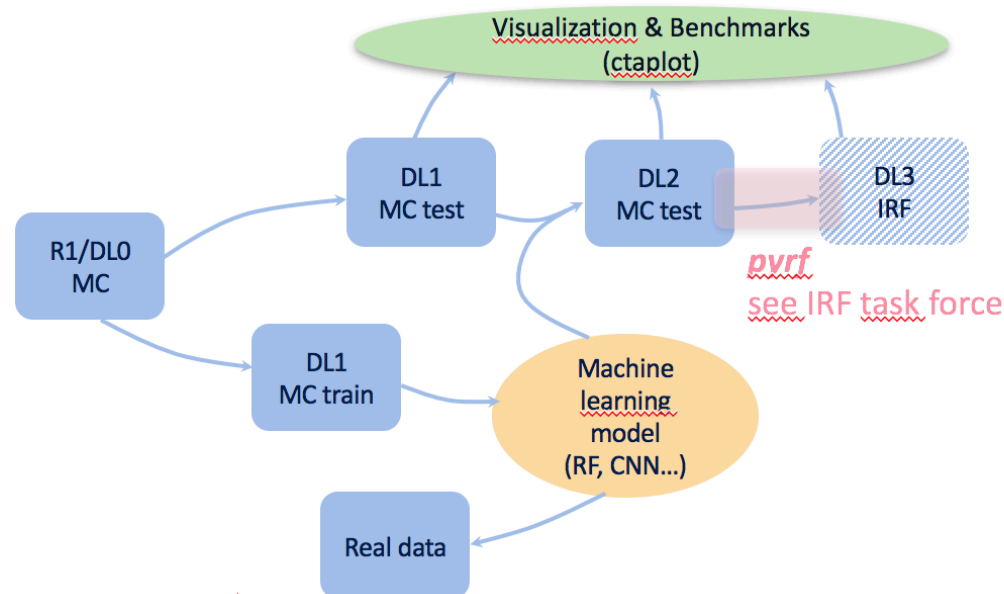 Visualization & Benchmarks
(ctaplot)
DL1
MC test
DL2
MC test
DL3
IRF
R1/DL0
MC
pvrf
see IRF task force
DL1
MC train
Machine
learning
model
(RF, CNN...)
Real data